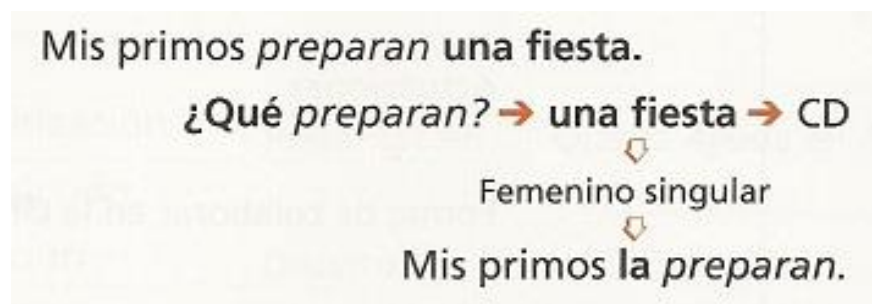 Mis primos preparan una fiesta.
¿Qué preparan? → una fiesta → CD
Femenino singular
Mis primos la preparan.